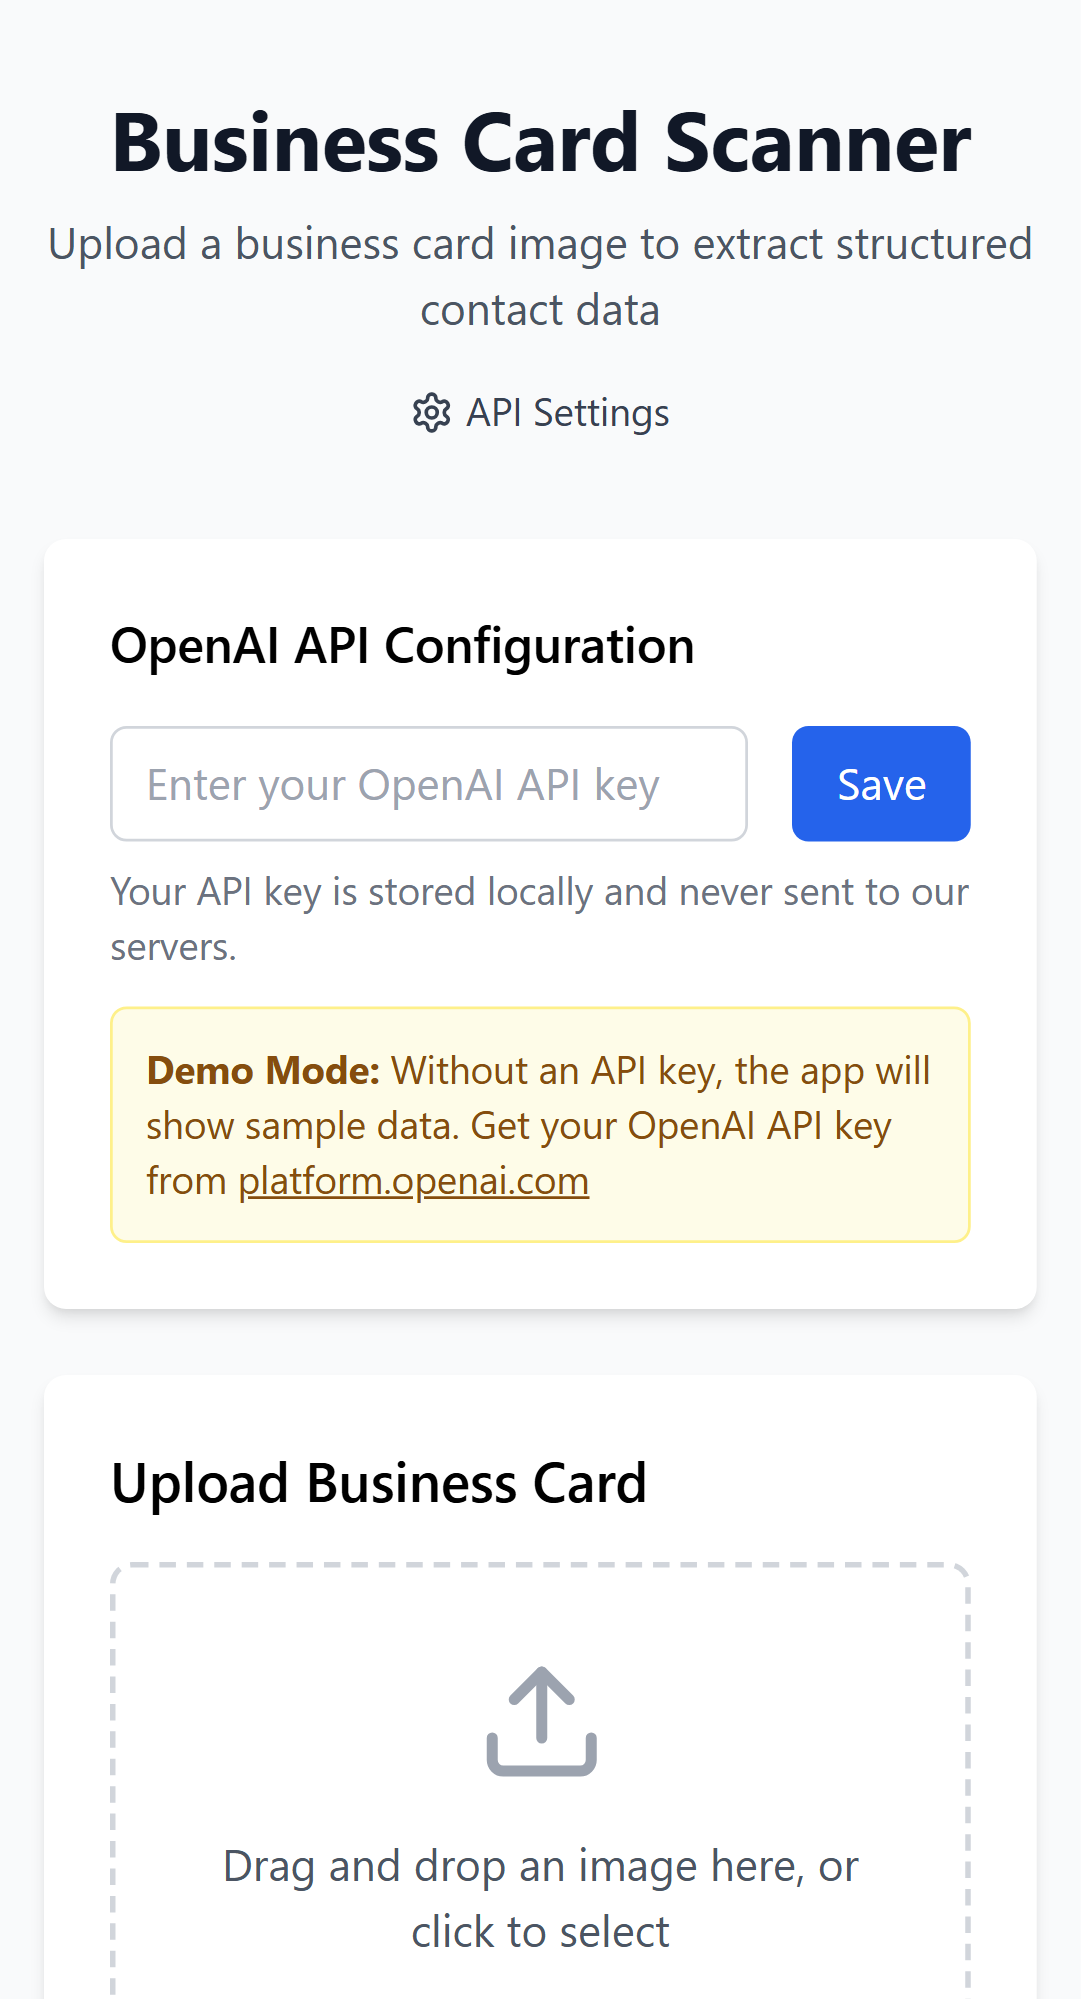 Business Card Scanner
Upload a business card image to extract structured
contact data
API Settings
OpenAI API Configuration
Enter your OpenAI API key
Save
Your API key is stored locally and never sent to our
servers.
Demo Mode: Without an API key, the app will
show sample data. Get your OpenAI API key
from platform.openai.com
Upload Business Card
Drag and drop an image here, or
click to select